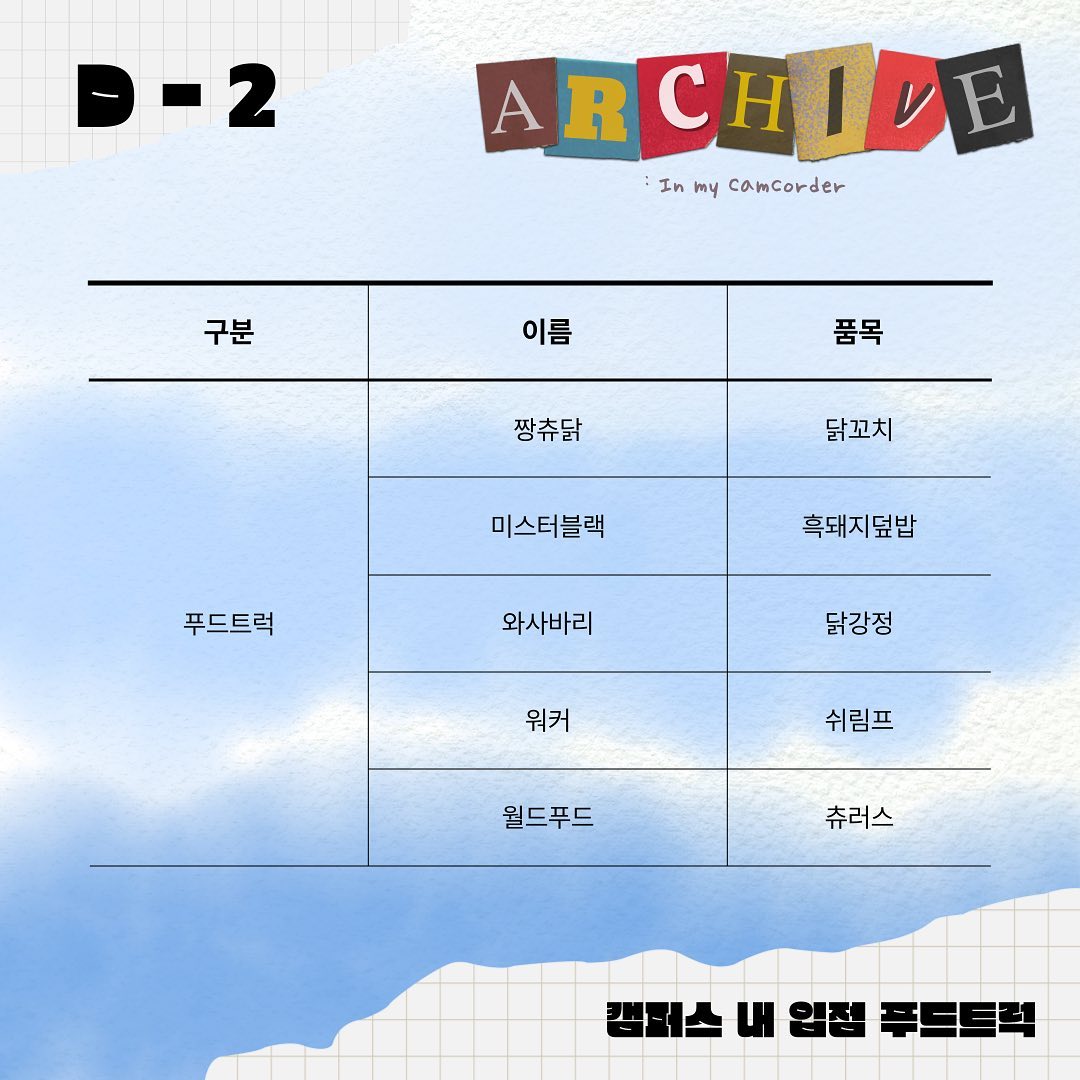 D - 2
ARCHIVE
: In my Camcorder
구분 이름 품목
짱츄닭 닭꼬치
미스터블랙 흑돼지덮밥
푸드트럭 와사바리 닭강정
워커 쉬림프
월드푸드 츄러스
캠퍼스 내 입점 푸드트럭